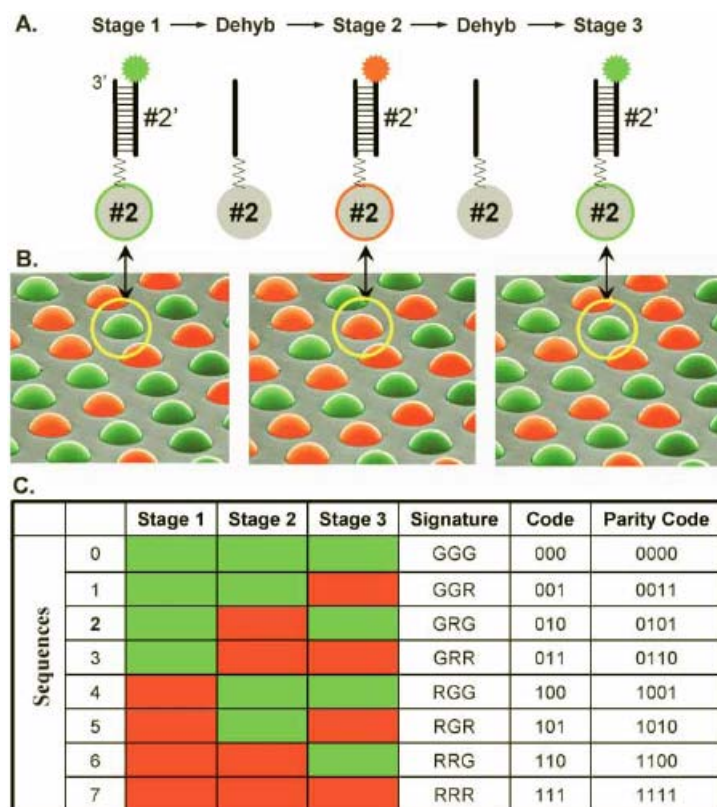 A.
Stage 1 → Dehyb → Stage 2 → Dehyb → Stage 3
3'
#2' #2' #2'
#2 #2 #2 #2 #2
B.
C.
Stage 1 Stage 2 Stage 3 Signature Code Parity Code
Sequences
0 GGG 000 0000
1 GGR 001 0011
2 GRG 010 0101
3 GRR 011 0110
4 RGG 100 1001
5 RGR 101 1010
6 RRG 110 1100
7 RRR 111 1111